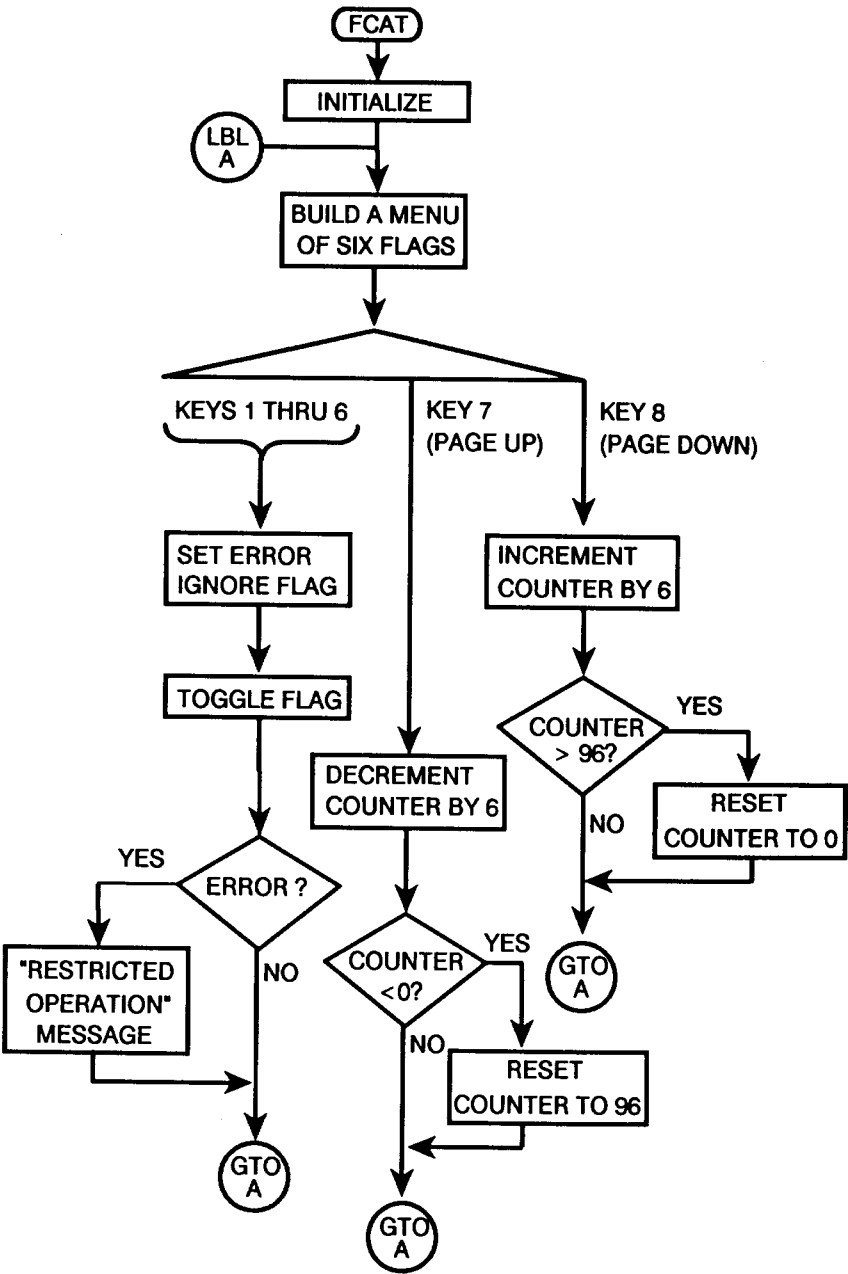 FCAT
INITIALIZE
LBL
A
BUILD A MENU
OF SIX FLAGS
KEYS 1 THRU 6
KEY 7
(PAGE UP)
KEY 8
(PAGE DOWN)
SET ERROR
IGNORE FLAG
INCREMENT
COUNTER BY 6
TOGGLE FLAG
COUNTER
> 96?
YES
NO
RESET
COUNTER TO 0
GTO
A
DECREMENT
COUNTER BY 6
COUNTER
<0?
YES
NO
RESET
COUNTER TO 96
GTO
A
ERROR ?
YES
NO
"RESTRICTED
OPERATION"
MESSAGE
GTO
A